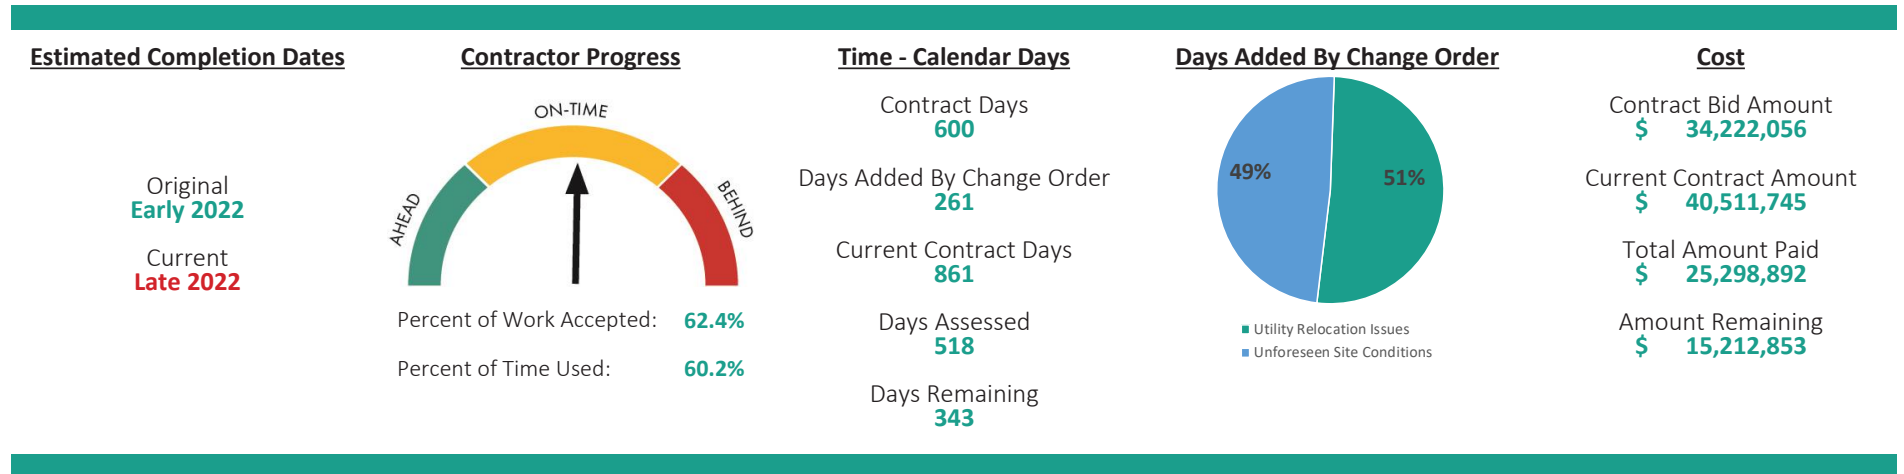 Estimated Completion Dates
Original
Early 2022
Current
Late 2022
Contractor Progress
AHEAD
ON-TIME
BEHIND
Percent of Work Accepted: 62.4%
Percent of Time Used: 60.2%
Time - Calendar Days
Contract Days
600
Days Added By Change Order
261
Current Contract Days
861
Days Assessed
518
Days Remaining
343
Days Added By Change Order
49%
51%
Utility Relocation Issues
Unforeseen Site Conditions
Cost
Contract Bid Amount
$ 34,222,056
Current Contract Amount
$ 40,511,745
Total Amount Paid
$ 25,298,892
Amount Remaining
$ 15,212,853